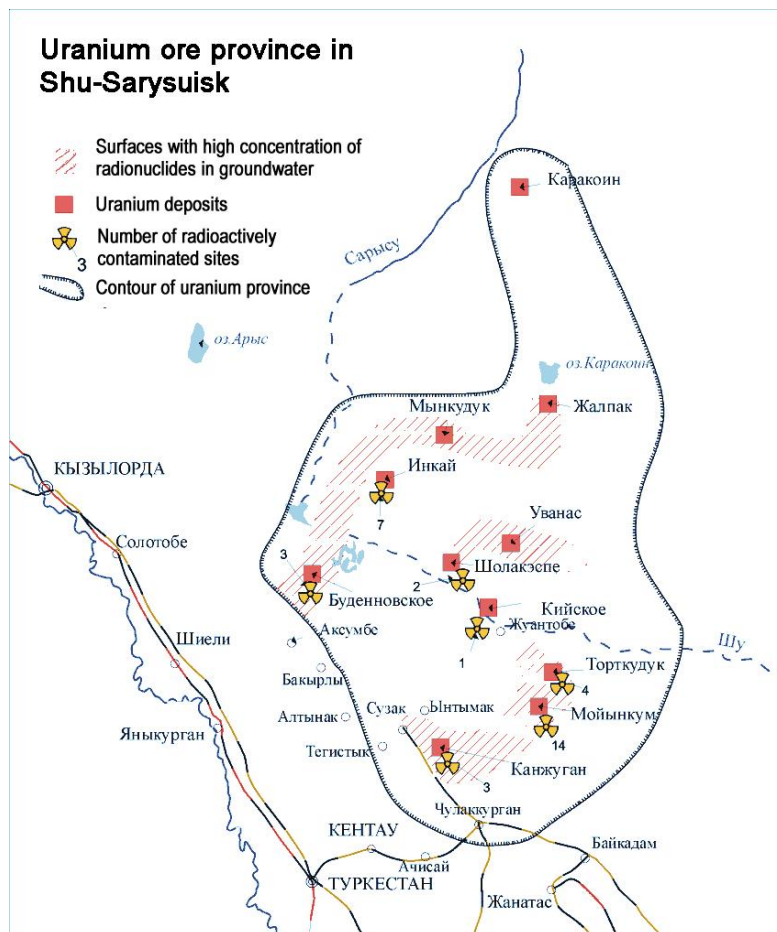 Uranium ore province in
Shu-Sarysuisk
Surfaces with high concentration of
radionuclides in groundwater
Uranium deposits
Number of radioactively
contaminated sites
3
Contour of uranium province
Каракоин
Сарысу
оз.Арыс
оз.Каракоин
Мынкудук
Жалпак
Инкай
7
КЫЗЫЛОРДА
Уванас
Солотобе
3
Шолакэспе
2
Буденновское
Кийское
Аксумбе
Жуантобе
1
Шу
Шиели
Бакырлы
Торткудук
4
Алтынак
Сузак
Ынтымак
Мойынкум
Яныкурган
14
Тегистык
Канжуган
3
Чулаккурган
КЕНТАУ
Байкадам
Ачисай
ТУРКЕСТАН
Жанатас